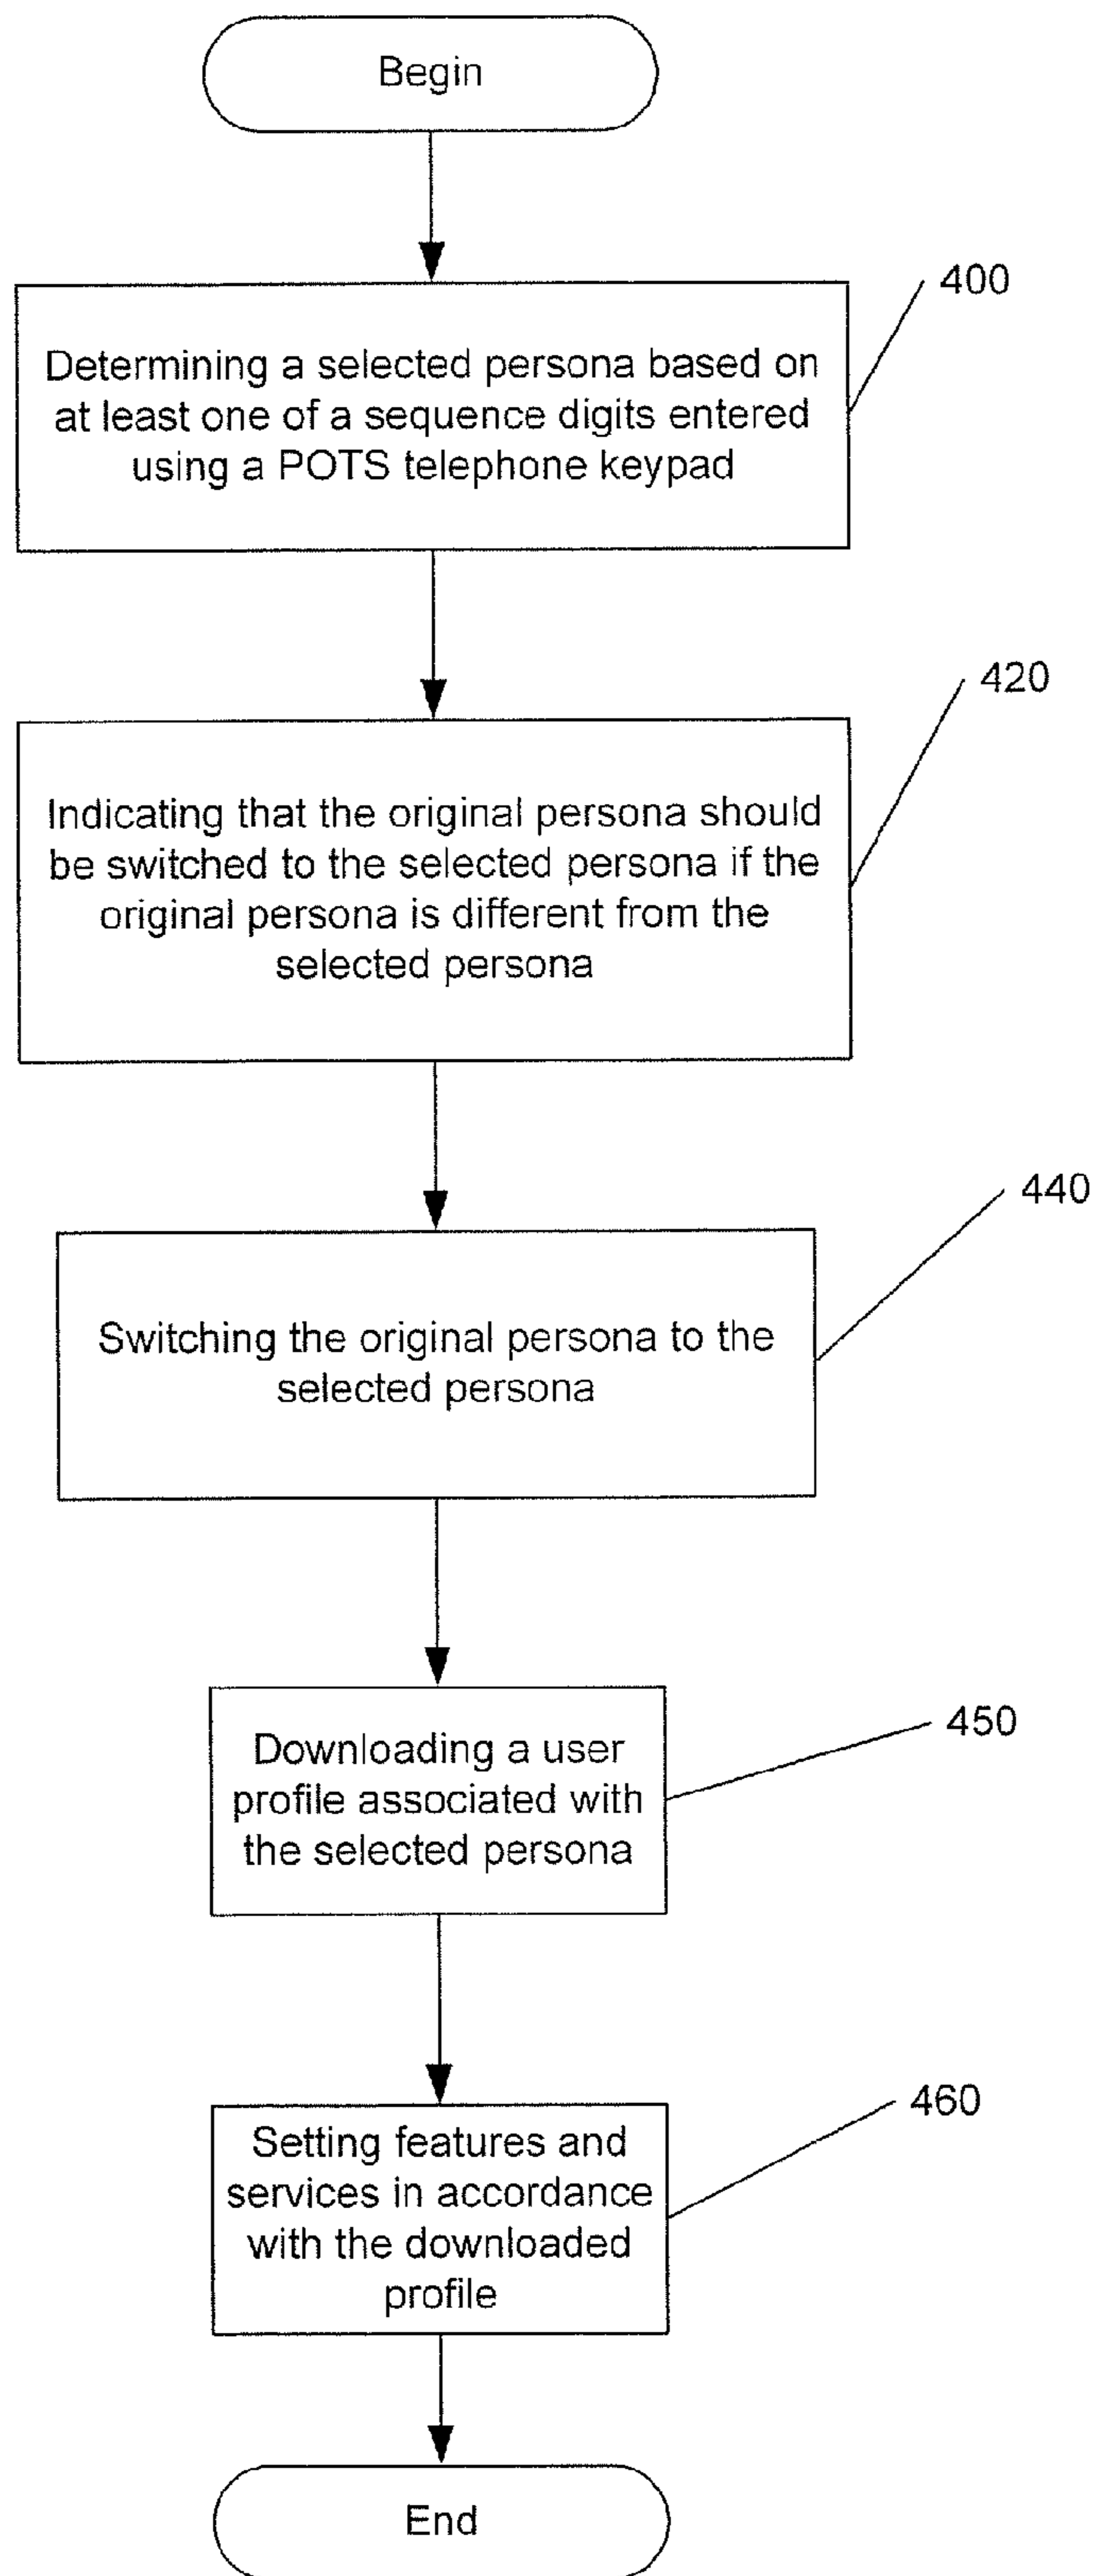 Begin
400
Determining a selected persona based on
at least one of a sequence digits entered
using a POTS telephone keypad
420
Indicating that the original persona should
be switched to the selected persona if the
original persona is different from the
selected persona
440
Switching the original persona to the
selected persona
450
Downloading a user
profile associated with
the selected persona
460
Setting features and
services in accordance
with the downloaded
profile
End